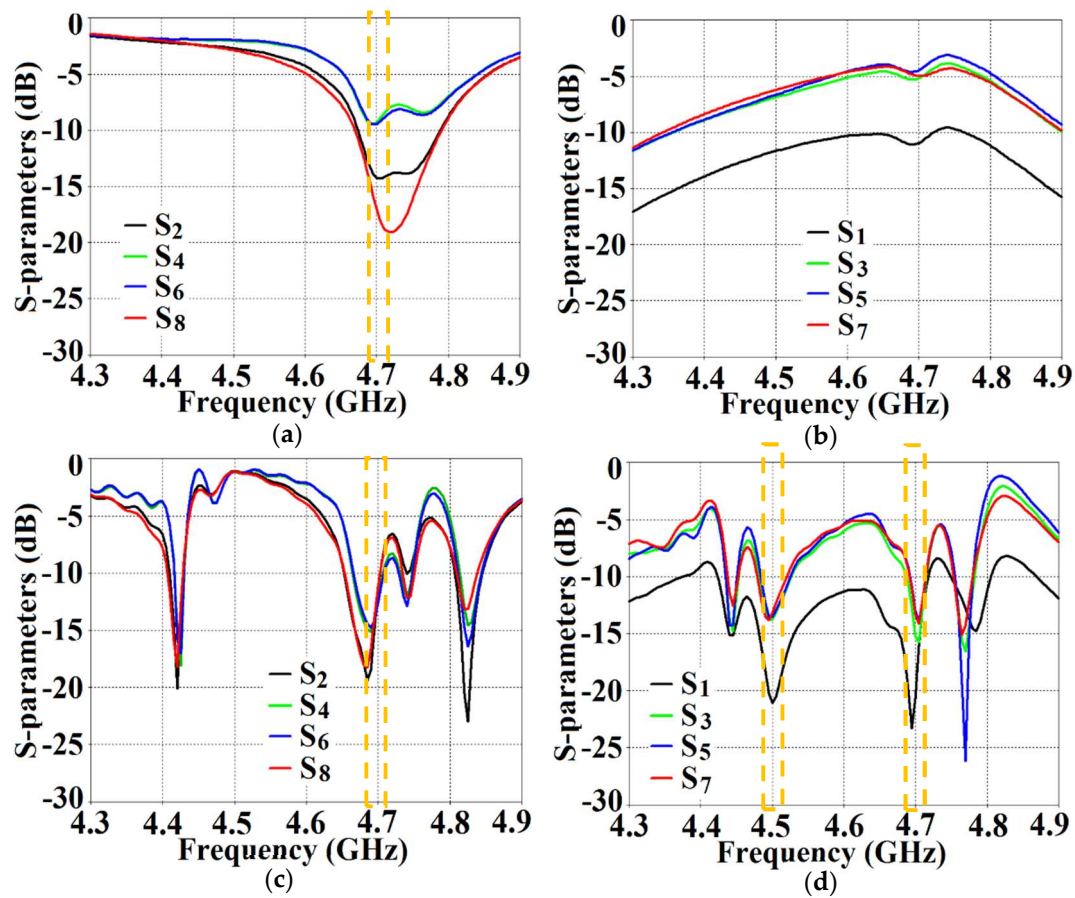 S-parameters (dB)
0
-5
-10
-15
-20
-25
-30
S2
S4
S6
S8
4.3 4.4 4.5 4.6 4.7 4.8 4.9
Frequency (GHz)
(a)
S-parameters (dB)
0
-5
-10
-15
-20
-25
-30
S1
S3
S5
S7
4.3 4.4 4.5 4.6 4.7 4.8 4.9
Frequency (GHz)
(b)
S-parameters (dB)
0
-5
-10
-15
-20
-25
-30
S2
S4
S6
S8
4.3 4.4 4.5 4.6 4.7 4.8 4.9
Frequency (GHz)
(c)
S-parameters (dB)
0
-5
-10
-15
-20
-25
-30
S1
S3
S5
S7
4.3 4.4 4.5 4.6 4.7 4.8 4.9
Frequency (GHz)
(d)